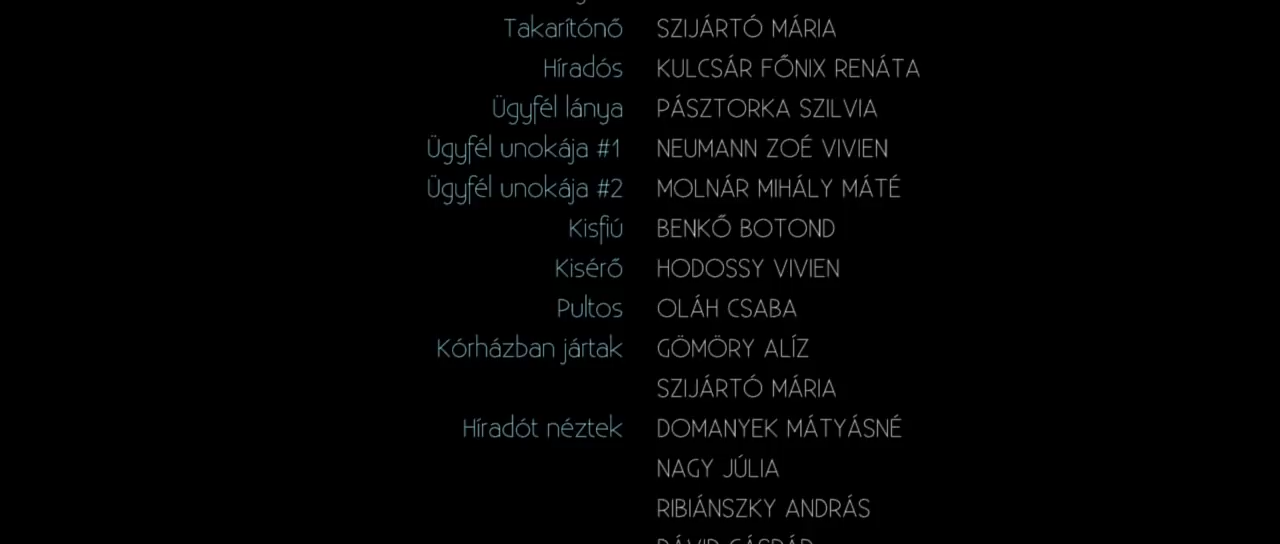 Takarítónő SZIJÁRTÓ MÁRIA
Híradós KULCSÁR FŐNIX RENÁTA
Ügyfél lánya PÁSZTORKA SZILVIA
Ügyfél unokája #1 NEUMANN ZOÉ VIVIEN
Ügyfél unokája #2 MOLNÁR MIHÁLY MÁTÉ
Kisfiú BENKŐ BOTOND
Kisérő HODOSSY VIVIEN
Pultos OLÁH CSABA
Kórházban jártak GÖMÖRY ALÍZ
SZIJÁRTÓ MÁRIA
Híradót néztek DOMANYEK MÁTYÁSNÉ
NAGY JÚLIA
RIBIÁNSZKY ANDRÁS